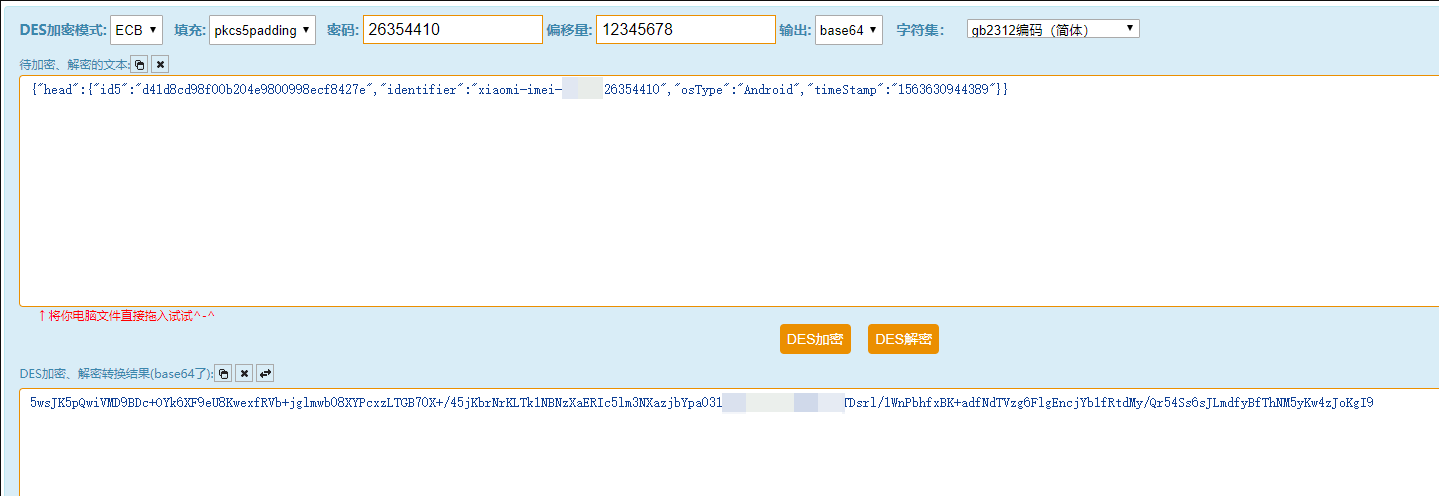 DES加密模式: ECB 填充: pkcs5padding 密码: 26354410 偏移量: 12345678 输出: base64 字符集: gb2312编码（简体）
待加密、解密的文本:
{"head":{"id5":"d41d8cd98f00b204e9800998ecf8427e","identifier":"xiaomi-imei-26354410","osType":"Android","timeStamp":"1563630944389"}}
↑将你电脑文件直接拖入试试^-^
DES加密 DES解密
DES加密、解密转换结果(base64了):
5wsJK5pQwiVMD9BDc+OYk6XF9eU8KwexfRVb+jglmwb08XYPcxzLTGB70X+/45jKbrNrKLTk1NBNzXaERIc5lm3NXazjbYpa031 TDsrl/1WnPbhfxBK+adfNdTVzg6FlgEncjYb1fRtdMy/Qr54Ss6sJLmdfyBfThNM5yKw4zJoKgI9